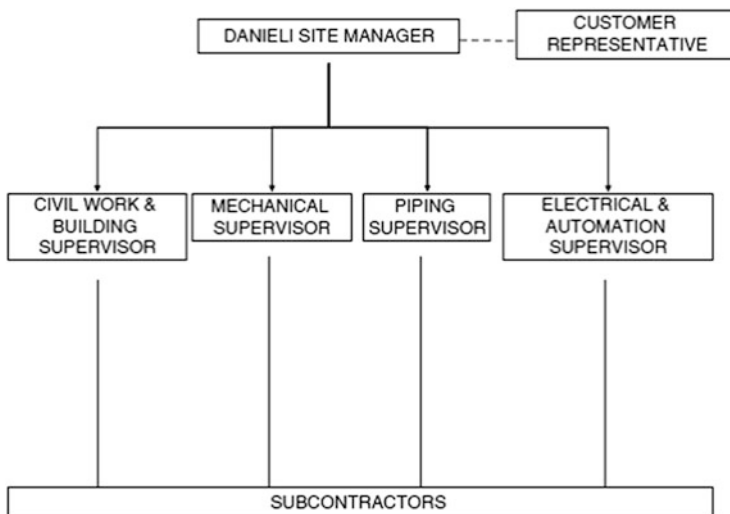 DANIELI SITE MANAGER
CUSTOMER
REPRESENTATIVE
CIVIL WORK &
BUILDING
SUPERVISOR
MECHANICAL
SUPERVISOR
PIPING
SUPERVISOR
ELECTRICAL &
AUTOMATION
SUPERVISOR
SUBCONTRACTORS